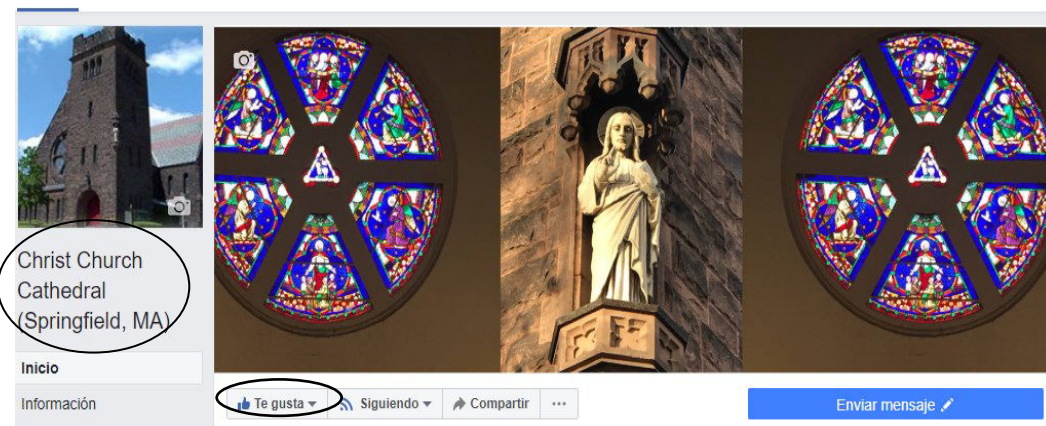 Christ Church
Cathedral
(Springfield, MA)
Inicio
Información
Te gusta
Siguiendo
Compartir
Enviar mensaje